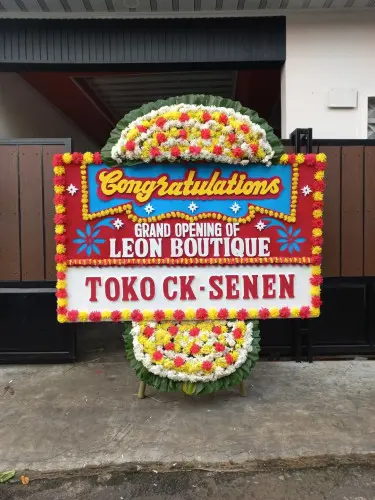 Congratulations
GRAND OPENING OF
LEON BOUTIQUE
TOKO CK-SENEN